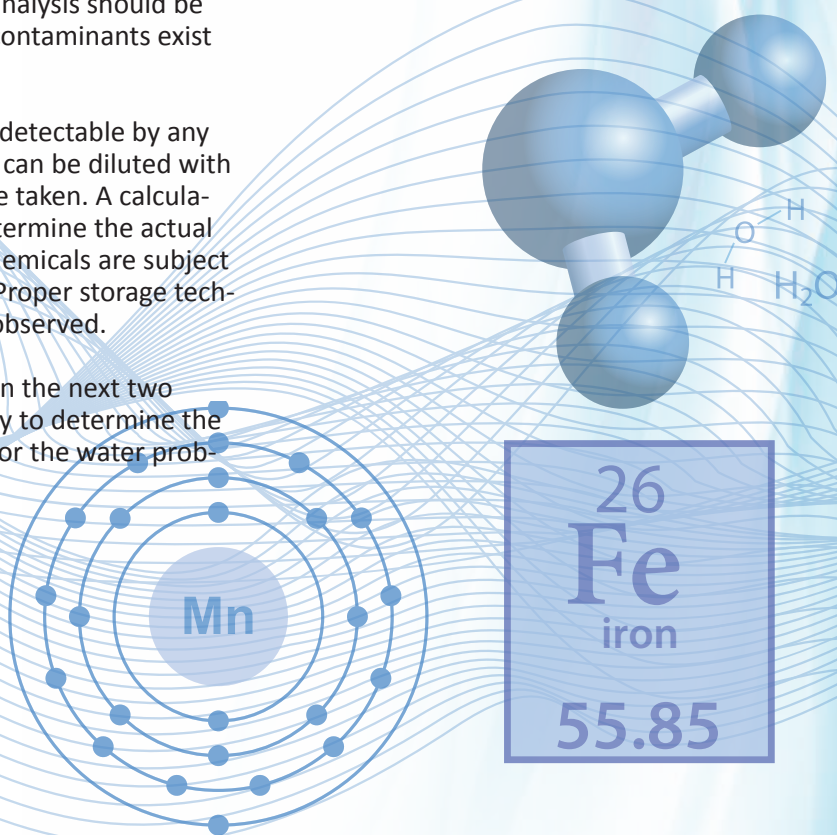 nalysis should be
ontaminants exist
detectable by any
can be diluted with
e taken. A calcula-
termine the actual
hemicals are subject
Proper storage tech-
observed.
n the next two
y to determine the
or the water prob-
H
O
H
H₂O
26
Fe
iron
55.85
Mn